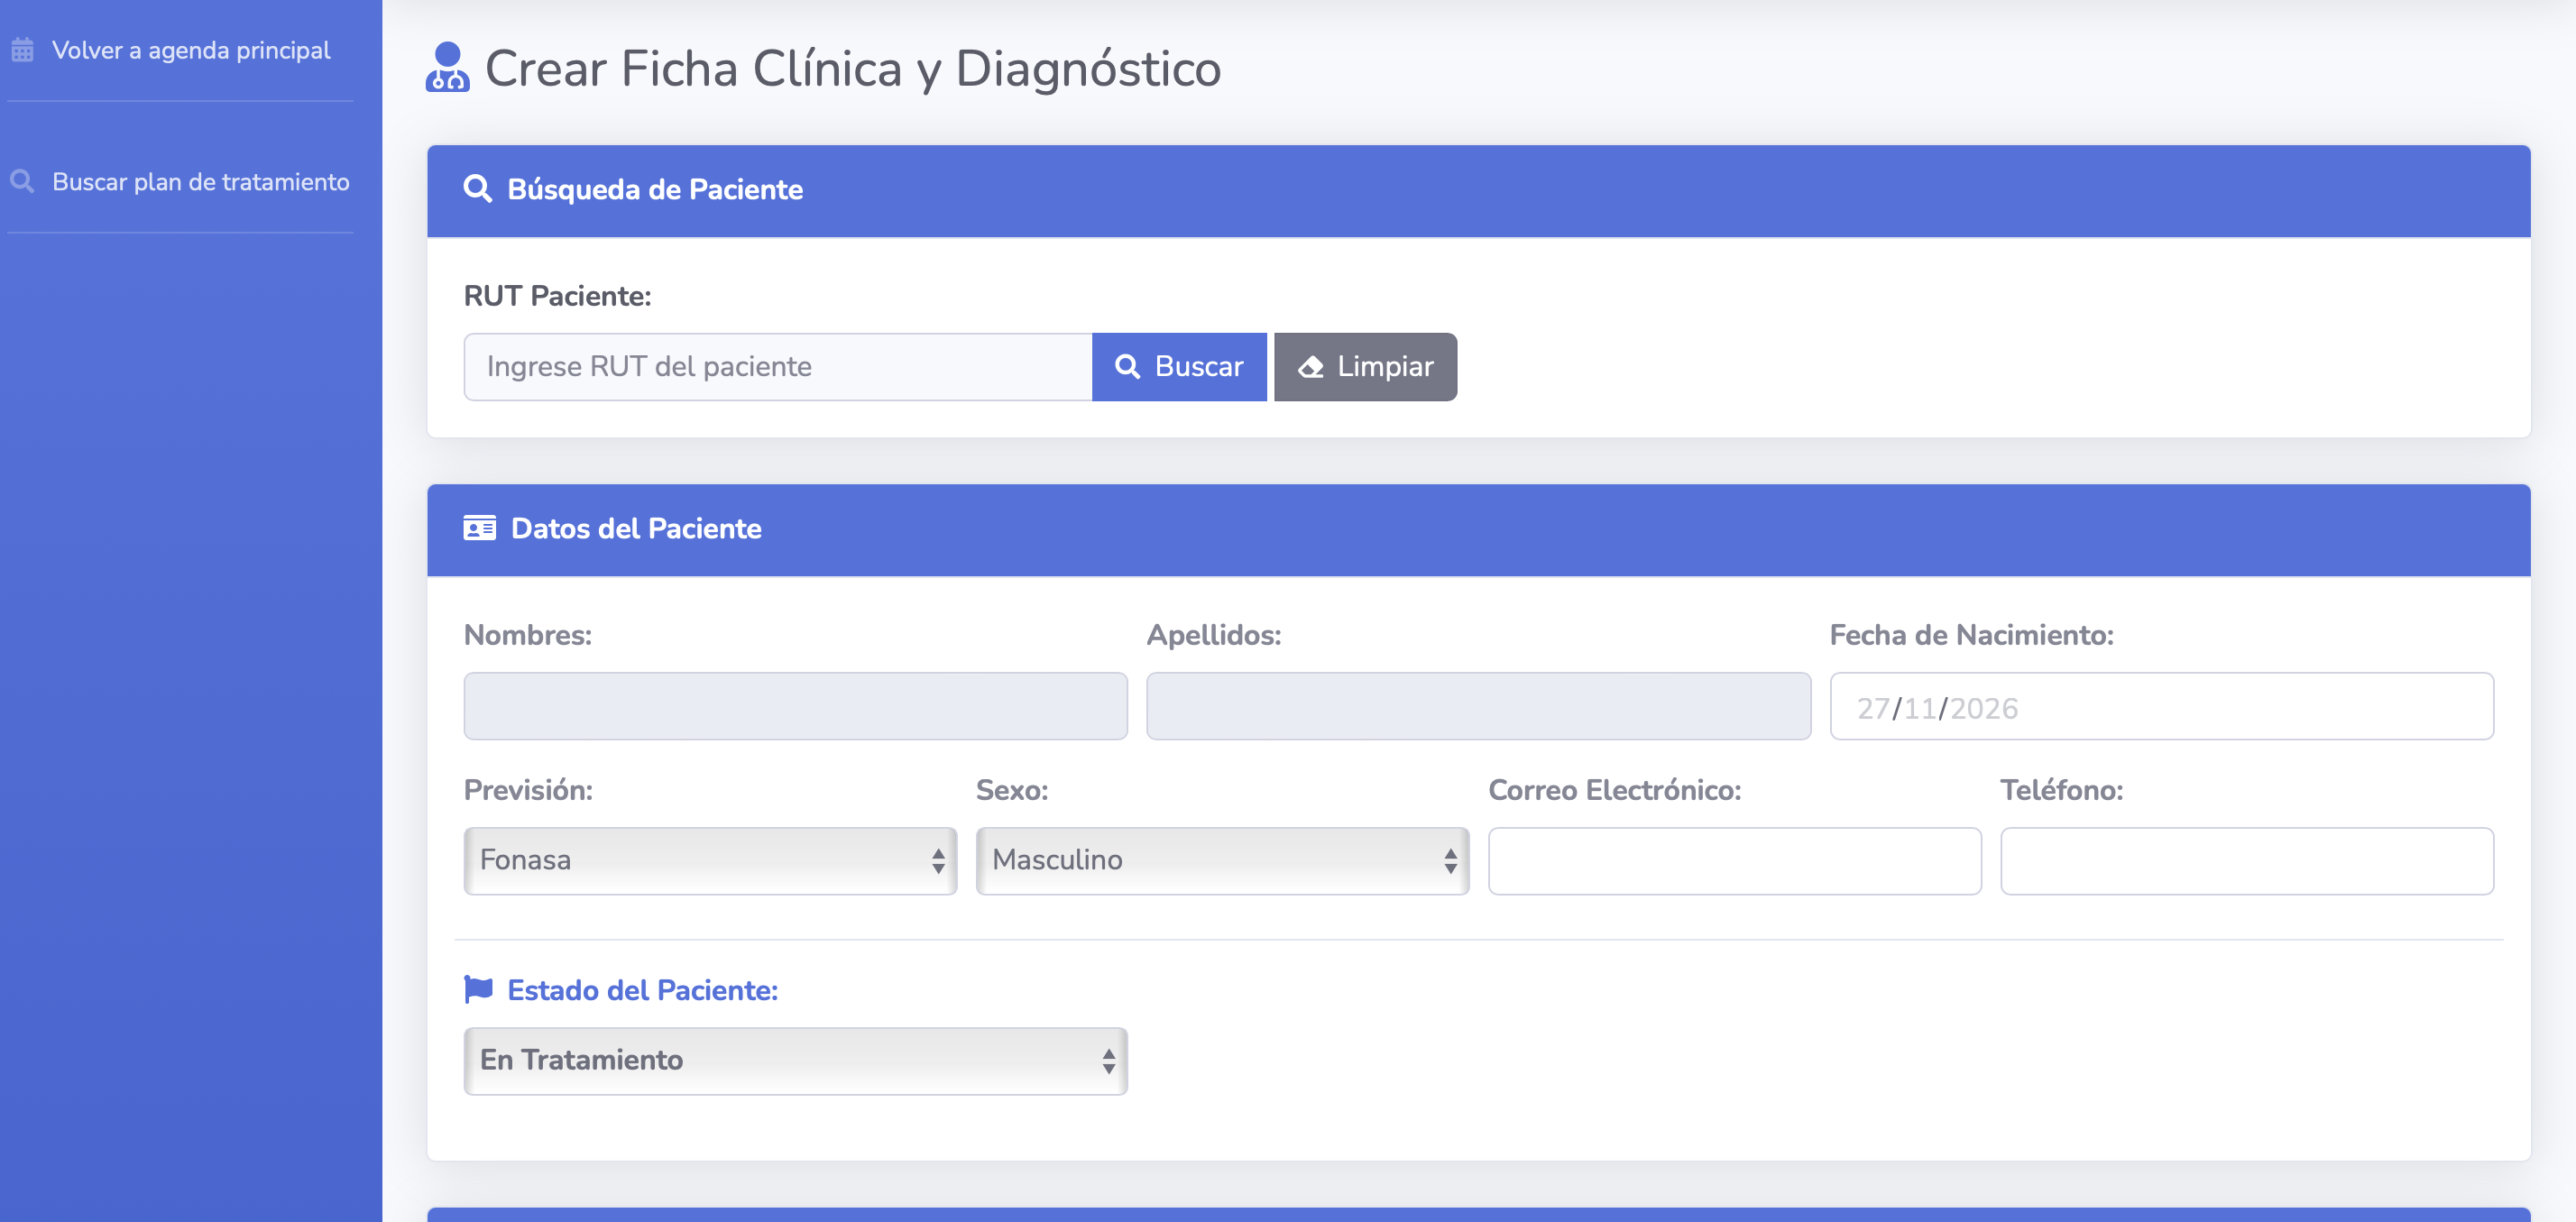 Volver a agenda principal
Buscar plan de tratamiento
Crear Ficha Clínica y Diagnóstico
Búsqueda de Paciente
RUT Paciente:
Ingrese RUT del paciente Buscar Limpiar
Datos del Paciente
Nombres: Apellidos: Fecha de Nacimiento:
27/11/2026
Previsión: Sexo: Correo Electrónico: Teléfono:
Fonasa Masculino
Estado del Paciente:
En Tratamiento